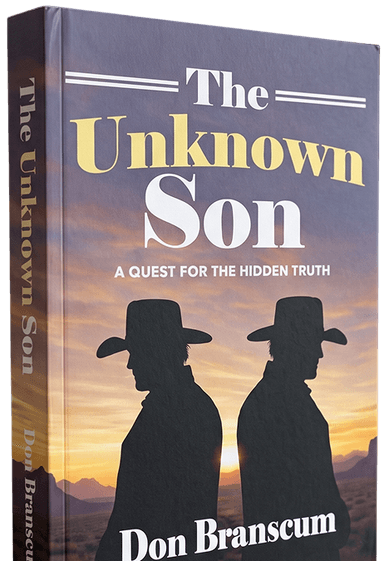 The
Unknown
Son
A QUEST FOR THE HIDDEN TRUTH
Don Branscum
The Unknown Son
Don Branscum